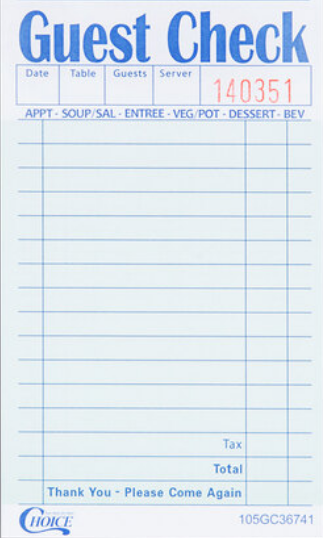 Guest Check
Date Table Guests Server
140351
APPT - SOUP/SAL - ENTREE - VEG/POT - DESSERT - BEV
Tax
Total
Thank You - Please Come Again
CHOICE 105GC36741